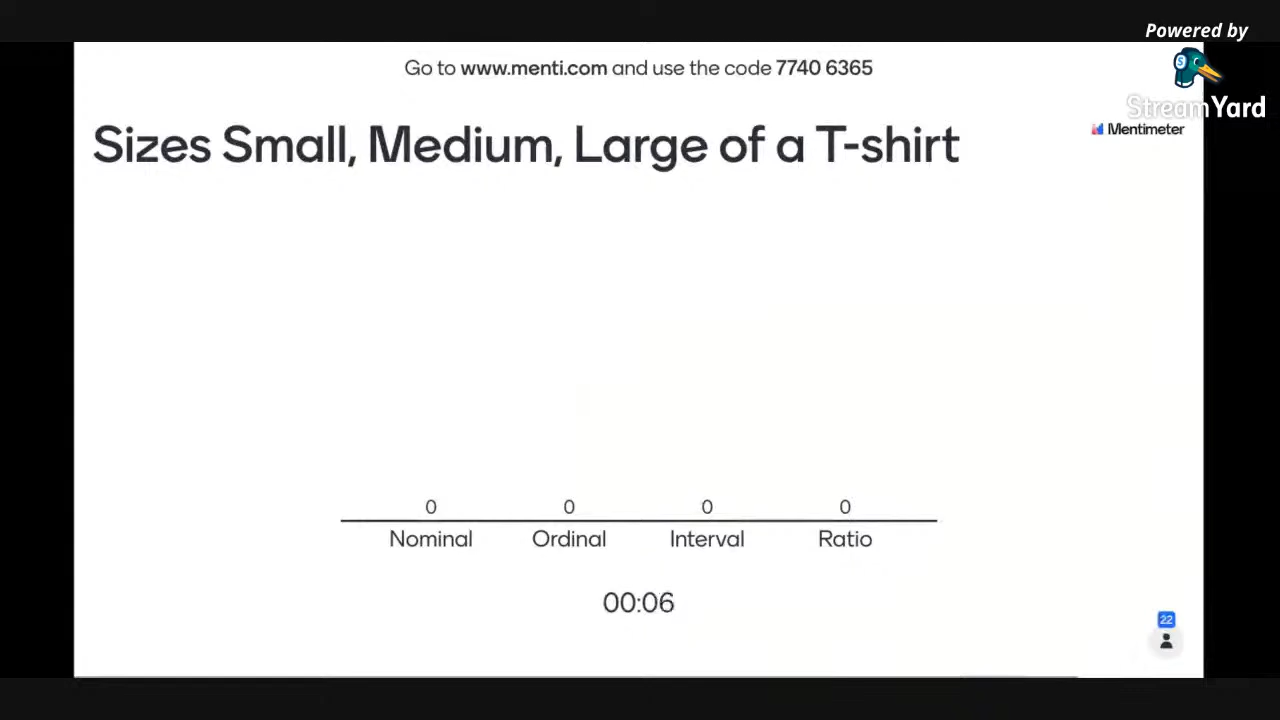 Powered by
StreamYard
Go to www.menti.com and use the code 7740 6365
Mentimeter
Sizes Small, Medium, Large of a T-shirt
0 0 0 0
Nominal Ordinal Interval Ratio
00:06
22